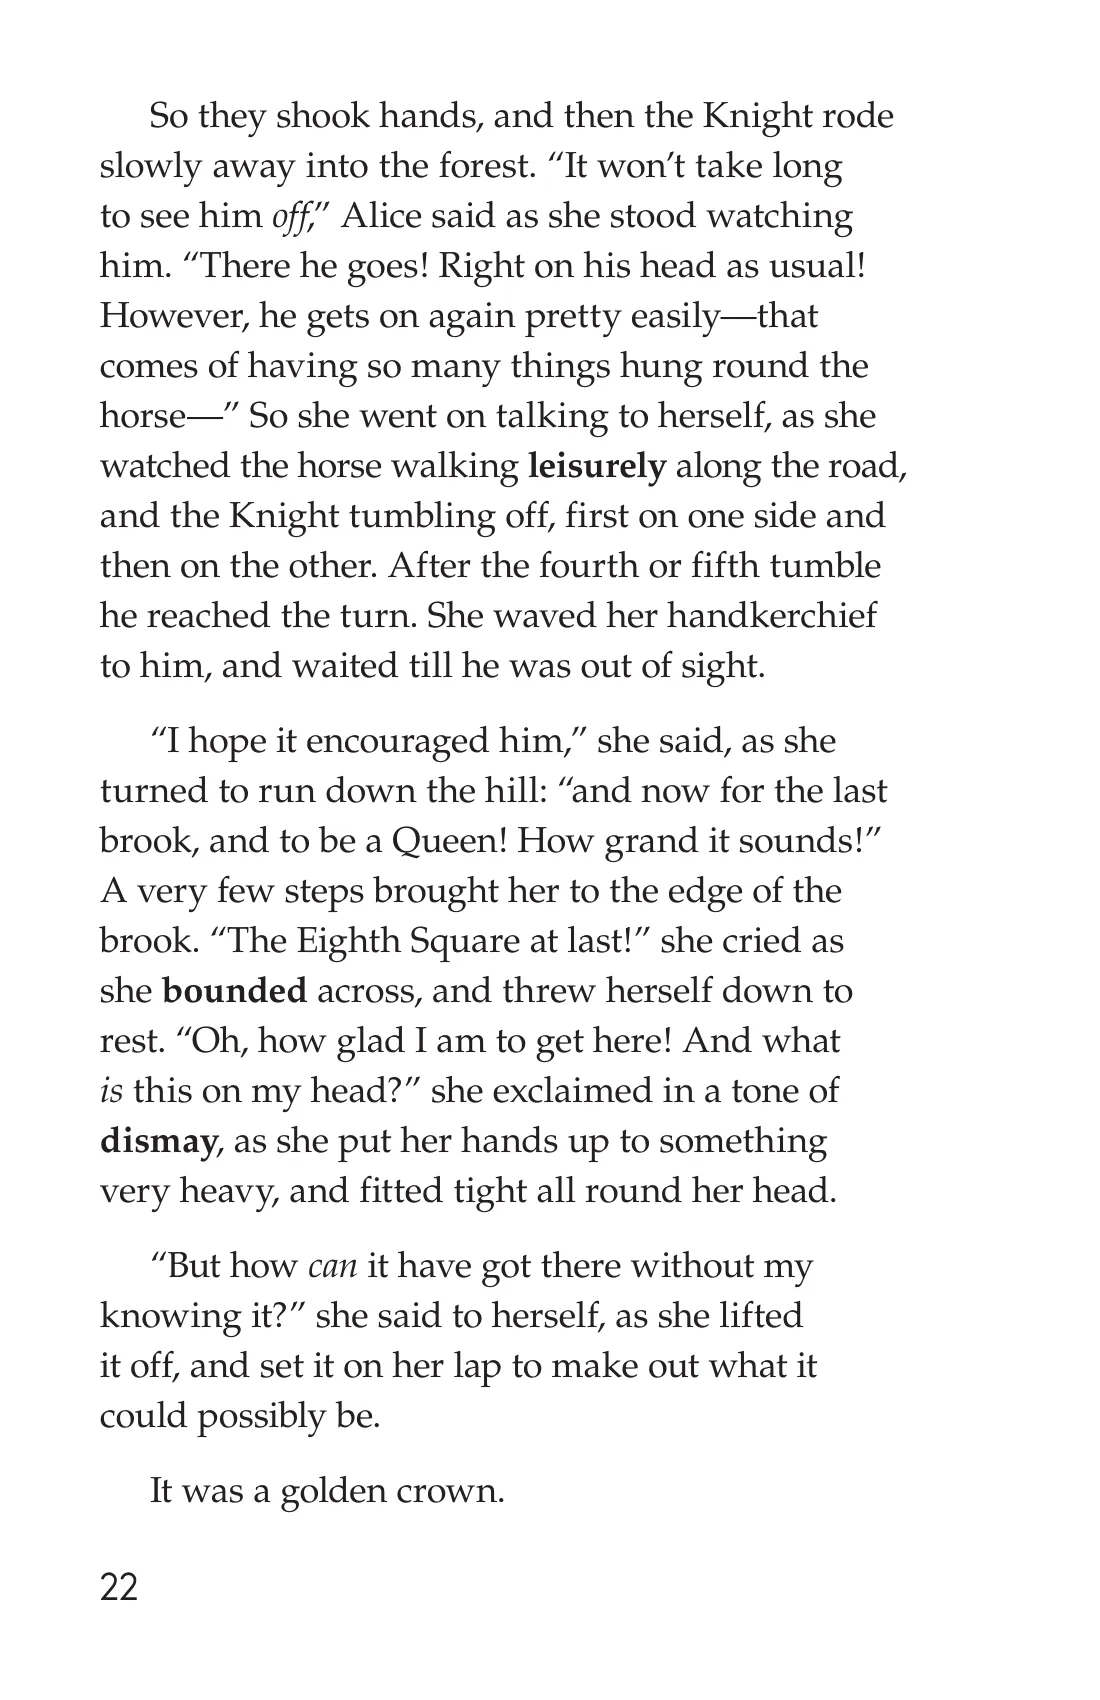 So they shook hands, and then the Knight rode
slowly away into the forest. “It won’t take long
to see him off,” Alice said as she stood watching
him. “There he goes! Right on his head as usual!
However, he gets on again pretty easily—that
comes of having so many things hung round the
horse—” So she went on talking to herself, as she
watched the horse walking leisurely along the road,
and the Knight tumbling off, first on one side and
then on the other. After the fourth or fifth tumble
he reached the turn. She waved her handkerchief
to him, and waited till he was out of sight.
“I hope it encouraged him,” she said, as she
turned to run down the hill: “and now for the last
brook, and to be a Queen! How grand it sounds!”
A very few steps brought her to the edge of the
brook. “The Eighth Square at last!” she cried as
she bounded across, and threw herself down to
rest. “Oh, how glad I am to get here! And what
is this on my head?” she exclaimed in a tone of
dismay, as she put her hands up to something
very heavy, and fitted tight all round her head.
“But how can it have got there without my
knowing it?” she said to herself, as she lifted
it off, and set it on her lap to make out what it
could possibly be.
It was a golden crown.
22